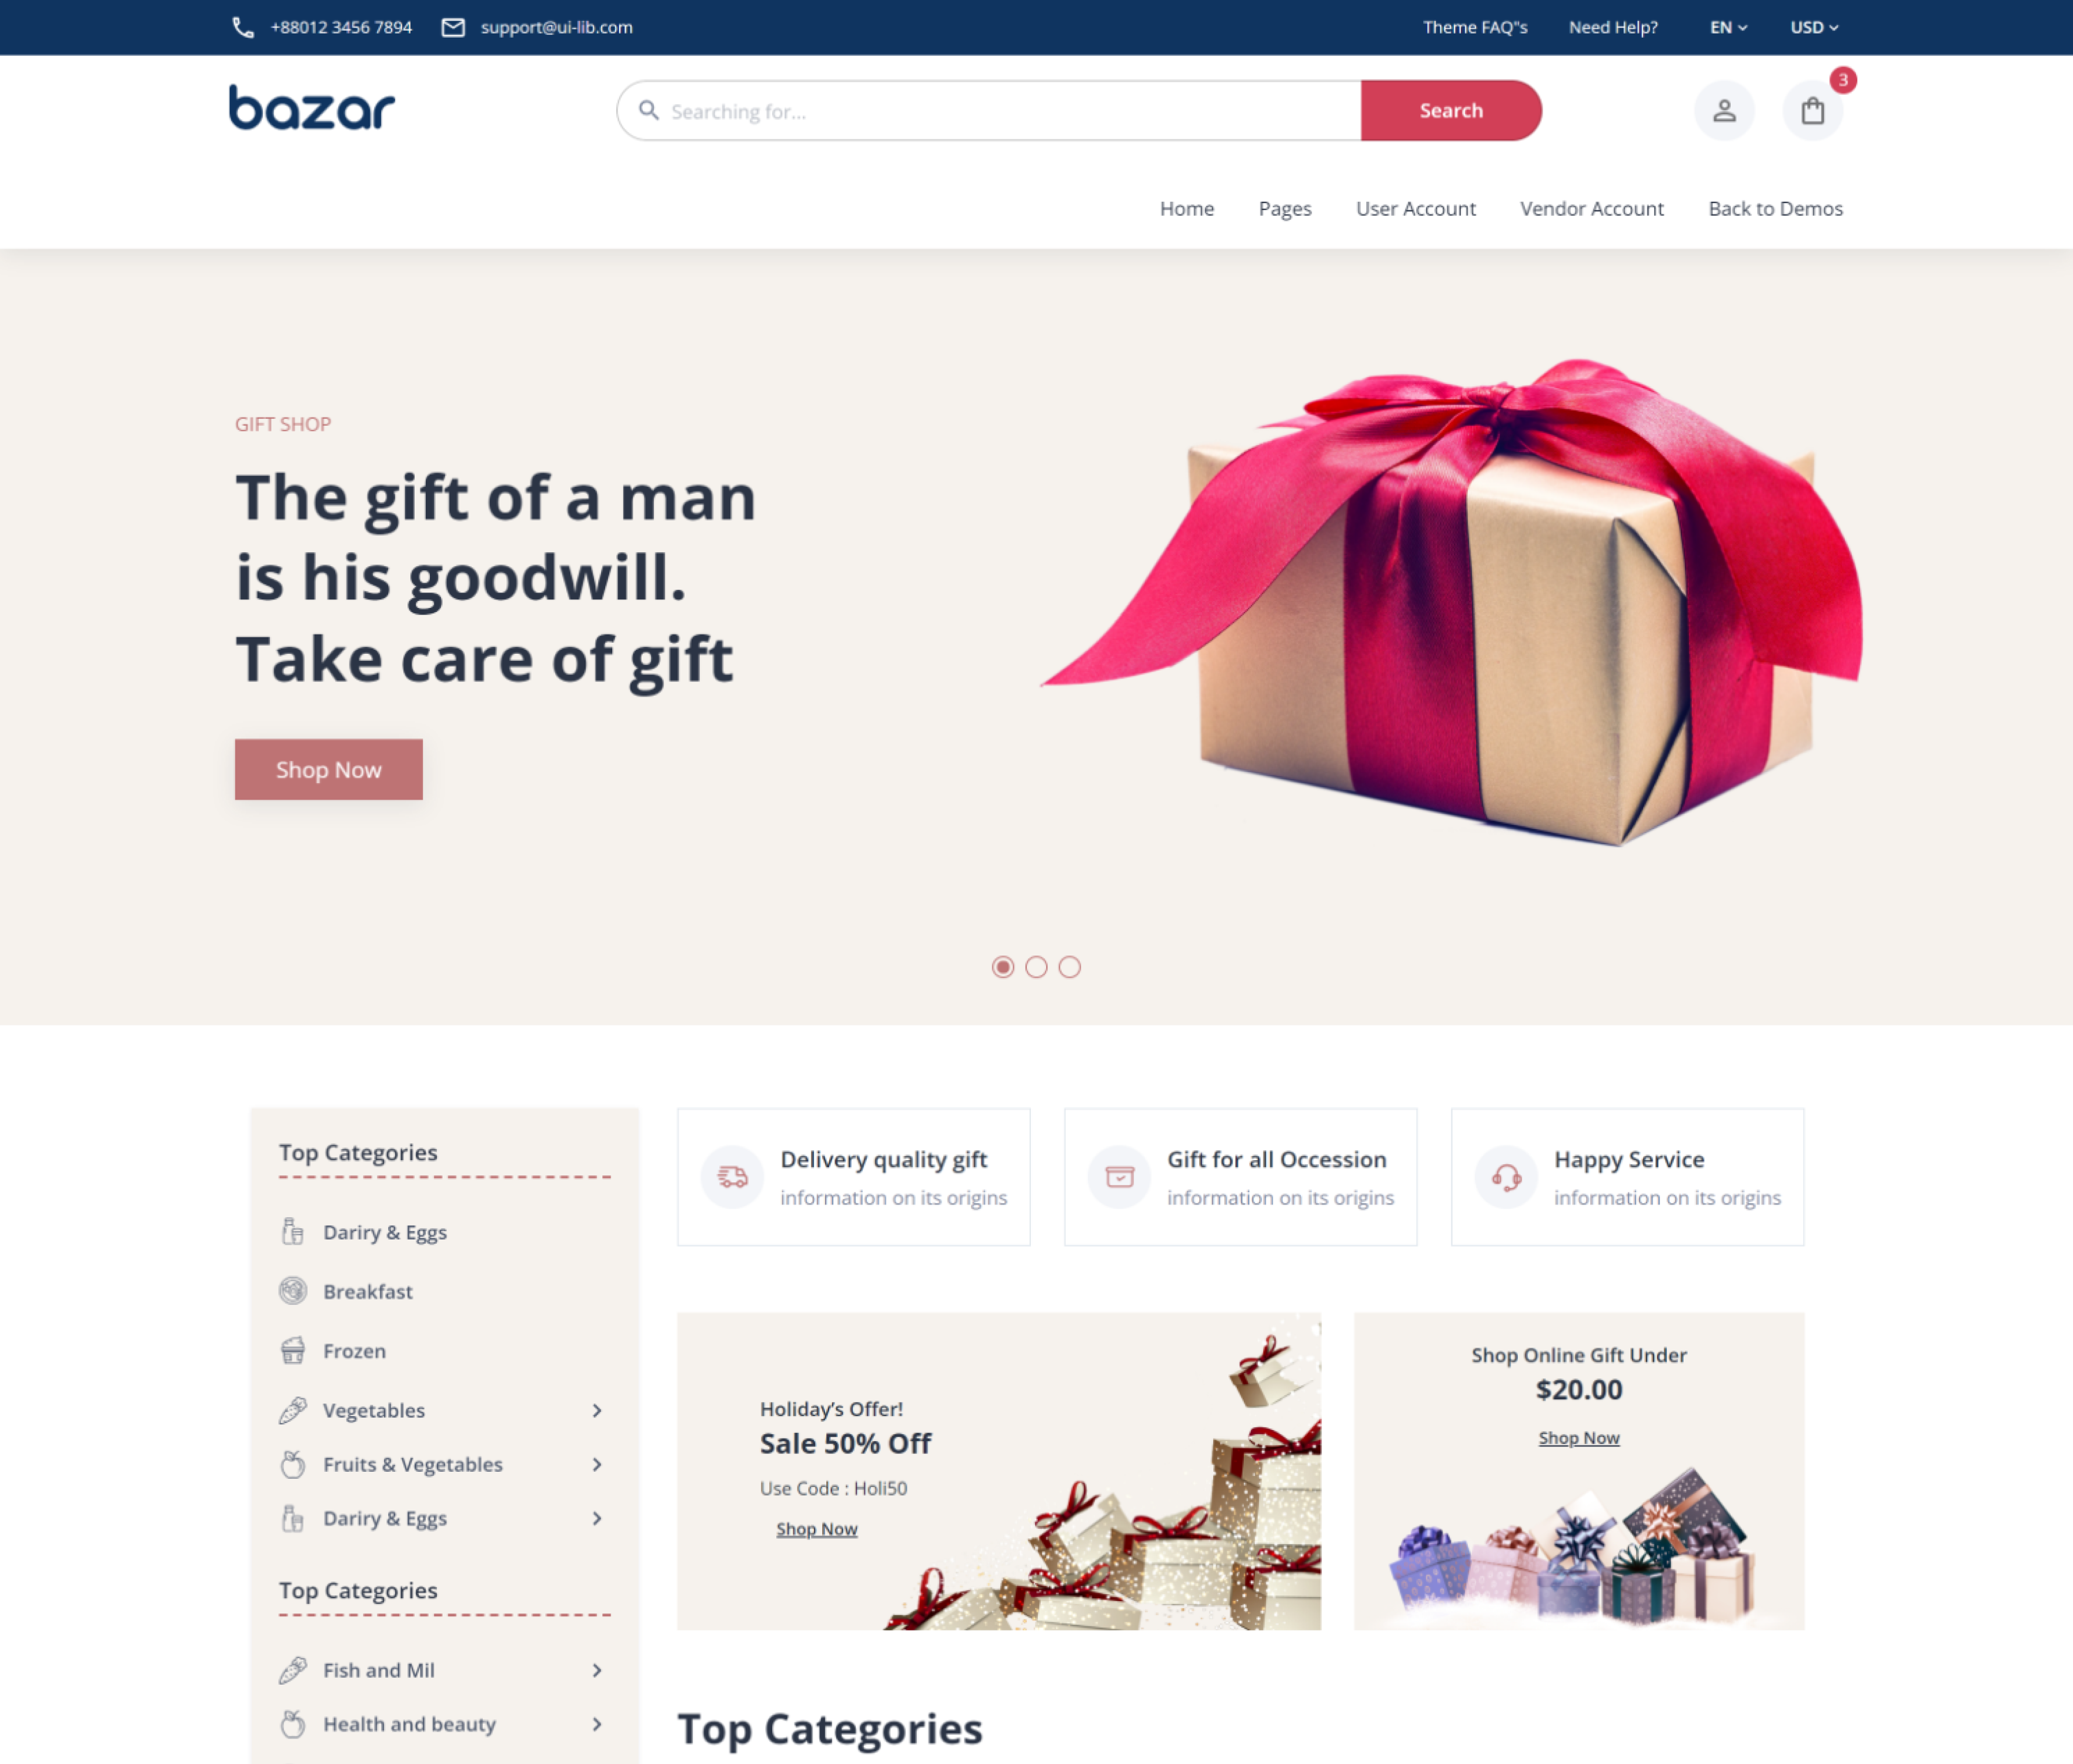 +88012 3456 7894
support@ui-lib.com
Theme FAQ"s
Need Help?
EN
USD
bazar
Searching for...
Search
3
Home
Pages
User Account
Vendor Account
Back to Demos
GIFT SHOP
The gift of a man
is his goodwill.
Take care of gift
Shop Now
Top Categories
Dariry & Eggs
Breakfast
Frozen
Vegetables
Fruits & Vegetables
Dariry & Eggs
Top Categories
Fish and Mil
Health and beauty
Delivery quality gift
information on its origins
Gift for all Occession
information on its origins
Happy Service
information on its origins
Holiday's Offer!
Sale 50% Off
Use Code : Holi50
Shop Now
Shop Online Gift Under
$20.00
Shop Now
Top Categories